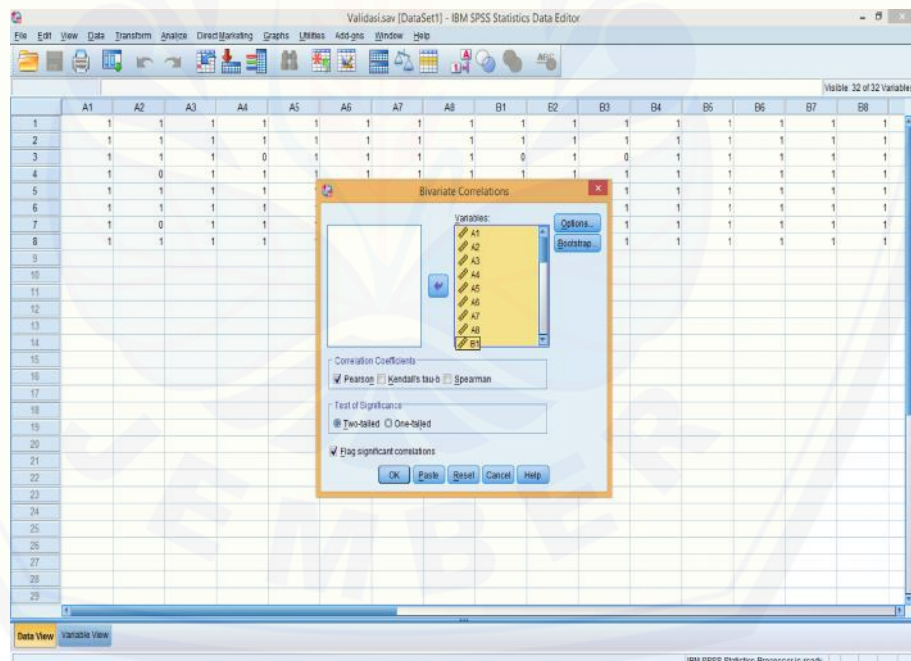 Validasi.sav [DataSet1] - IBM SPSS Statistics Data Editor
File Edit View Data Transform Analyze Direct Marketing Graphs Utilities Add-ons Window Help
Visible: 32 of 32 Variables
A1 A2 A3 A4 A5 A6 A7 A8 B1 B2 B3 B4 B5 B6 B7 B8
1 1 1 1 1 1 1 1 1 1 1 1 1 1 1 1 1
2 1 1 1 1 1 1 1 1 1 1 1 1 1 1 1 1
3 1 1 1 0 1 1 1 1 0 1 0 1 1 1 1 1
4 1 0 1 1 1 1 1 1 1 1 1 1 1 1 1 1
5 1 1 1 1 1 1 1 1 1 1
6 1 1 1 1 1 1 1 1 1 1
7 1 0 1 1 1 1 1 1 1 1
8 1 1 1 1 1 1 1 1 1 1
9
10
11
12
13
14
15
16
17
18
19
20
21
22
23
24
25
26
27
28
29
Bivariate Correlations
Variables:
A1
A2
A3
A4
A5
A6
A7
A8
B1
Options...
Bootstrap...
Correlation Coefficients
Pearson Kendall's tau-b Spearman
Test of Significance
Two-tailed One-tailed
Flag significant correlations
OK Paste Reset Cancel Help
Data View Variable View
IBM SPSS Statistics Processor is ready